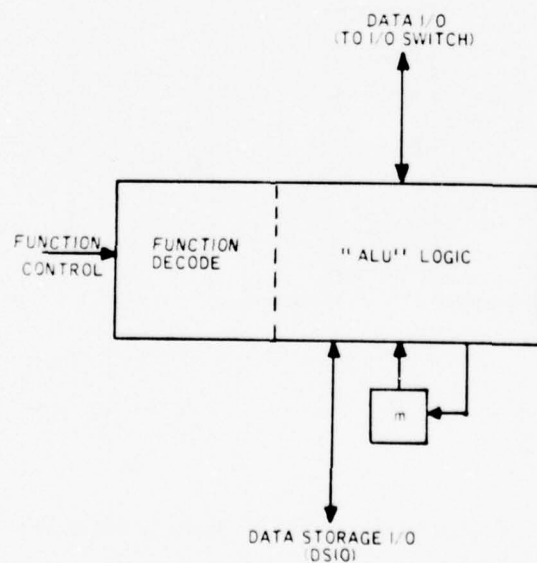 DATA I/O
(TO I/O SWITCH)
FUNCTION
CONTROL
FUNCTION
DECODE
"ALU" LOGIC
m
DATA STORAGE I/O
(DSIO)